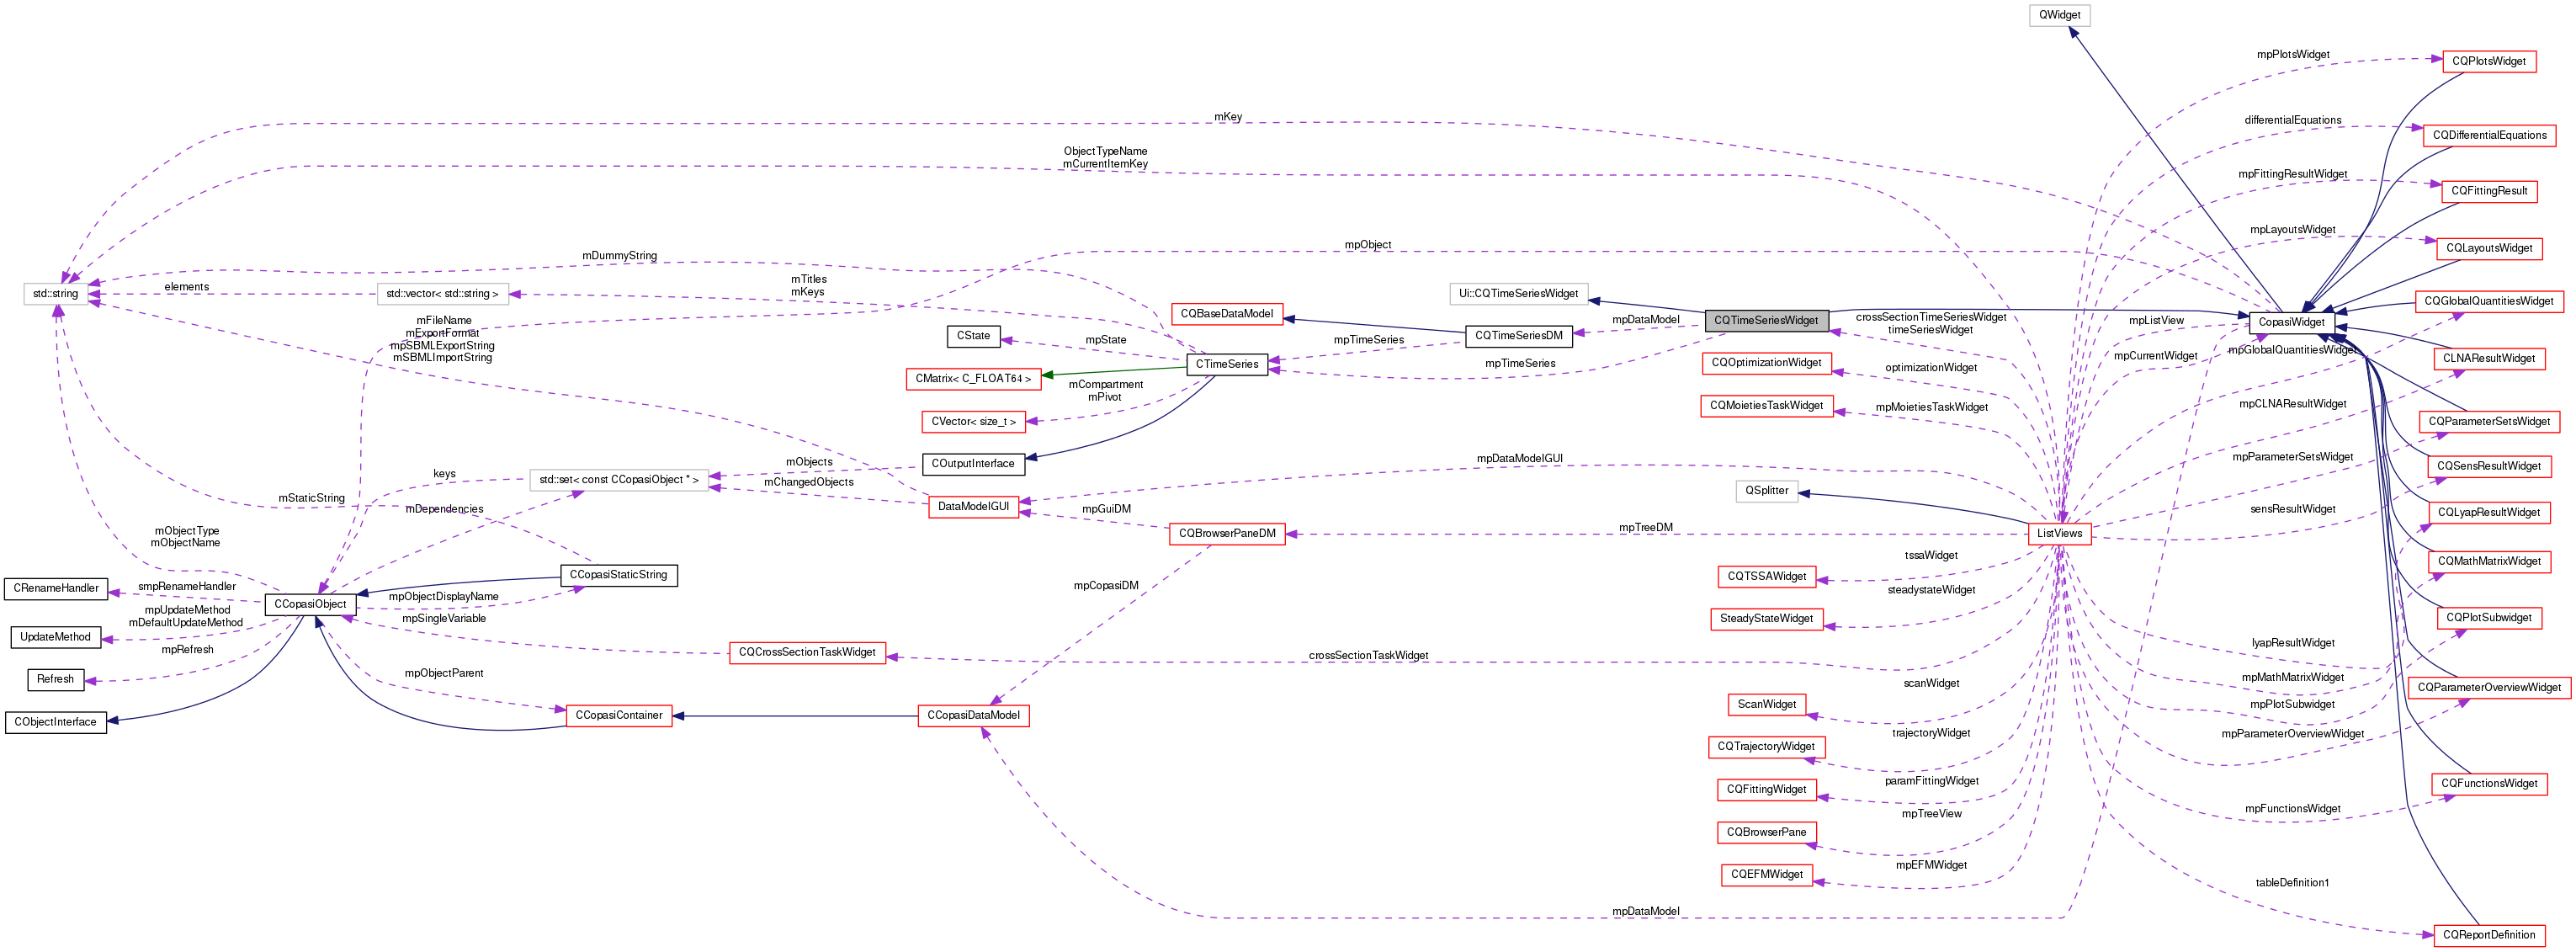 QWidget
mpPlotsWidget
CQPlotsWidget
mKey
differentialEquations
CQDifferentialEquations
ObjectTypeName
mCurrentItemKey
mpFittingResultWidget
CQFittingResult
mpLayoutsWidget
CQLayoutsWidget
mpObject
mDummyString
mTitles
mKeys
elements
std::string
std::vector< std::string >
Ui::CQTimeSeriesWidget
CQGlobalQuantitiesWidget
CQBaseDataModel
mFileName
mExportFormat
mpSBMLExportString
mSBMLImportString
CState
mpState
mpTimeSeries
CQTimeSeriesDM
mpDataModel
CQTimeSeriesWidget
crossSectionTimeSeriesWidget
timeSeriesWidget
mpListView
CopasiWidget
mpCurrentWidget
mpGlobalQuantitiesWidget
CLNAResultWidget
CTimeSeries
mpTimeSeries
CQOptimizationWidget
optimizationWidget
CMatrix< C_FLOAT64 >
mCompartment
mPivot
CQMoietiesTaskWidget
mpMoietiesTaskWidget
mpCLNAResultWidget
CVector< size_t >
CQParameterSetsWidget
mObjects
COutputInterface
mpDataModelGUI
mpParameterSetsWidget
CQSensResultWidget
keys
std::set< const CCopasiObject * >
mChangedObjects
QSplitter
mStaticString
mDependencies
DataModelGUI
mpGuiDM
sensResultWidget
CQLyapResultWidget
mObjectType
mObjectName
CQBrowserPaneDM
mpTreeDM
ListViews
tssaWidget
CQMathMatrixWidget
CRenameHandler
smpRenameHandler
CCopasiStaticString
mpCopasiDM
CQTSSAWidget
steadystateWidget
mpObjectDisplayName
CCopasiObject
mpUpdateMethod
mDefaultUpdateMethod
mpSingleVariable
SteadyStateWidget
CQPlotSubwidget
UpdateMethod
mpRefresh
CQCrossSectionTaskWidget
crossSectionTaskWidget
lyapResultWidget
Refresh
mpObjectParent
scanWidget
mpMathMatrixWidget
CQParameterOverviewWidget
CObjectInterface
CCopasiContainer
CCopasiDataModel
ScanWidget
mpPlotSubwidget
trajectoryWidget
mpParameterOverviewWidget
CQTrajectoryWidget
paramFittingWidget
CQFunctionsWidget
CQFittingWidget
mpTreeView
mpFunctionsWidget
CQBrowserPane
mpEFMWidget
CQEFMWidget
mpDataModel
tableDefinition1
CQReportDefinition